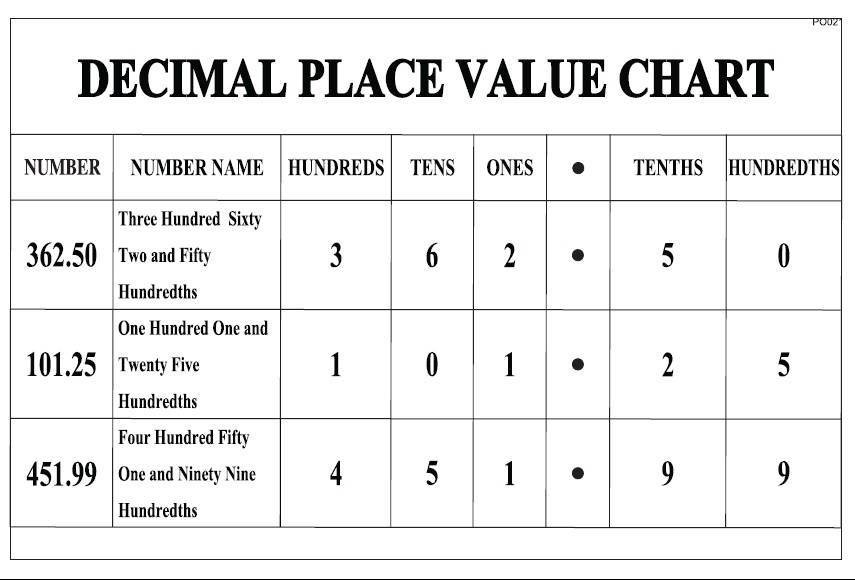 PO02
DECIMAL PLACE VALUE CHART
NUMBER NUMBER NAME HUNDREDS TENS ONES • TENTHS HUNDREDTHS
Three Hundred Sixty
362.50 Two and Fifty 3 6 2 • 5 0
Hundredths
One Hundred One and
101.25 Twenty Five 1 0 1 • 2 5
Hundredths
Four Hundred Fifty
451.99 One and Ninety Nine 4 5 1 • 9 9
Hundredths